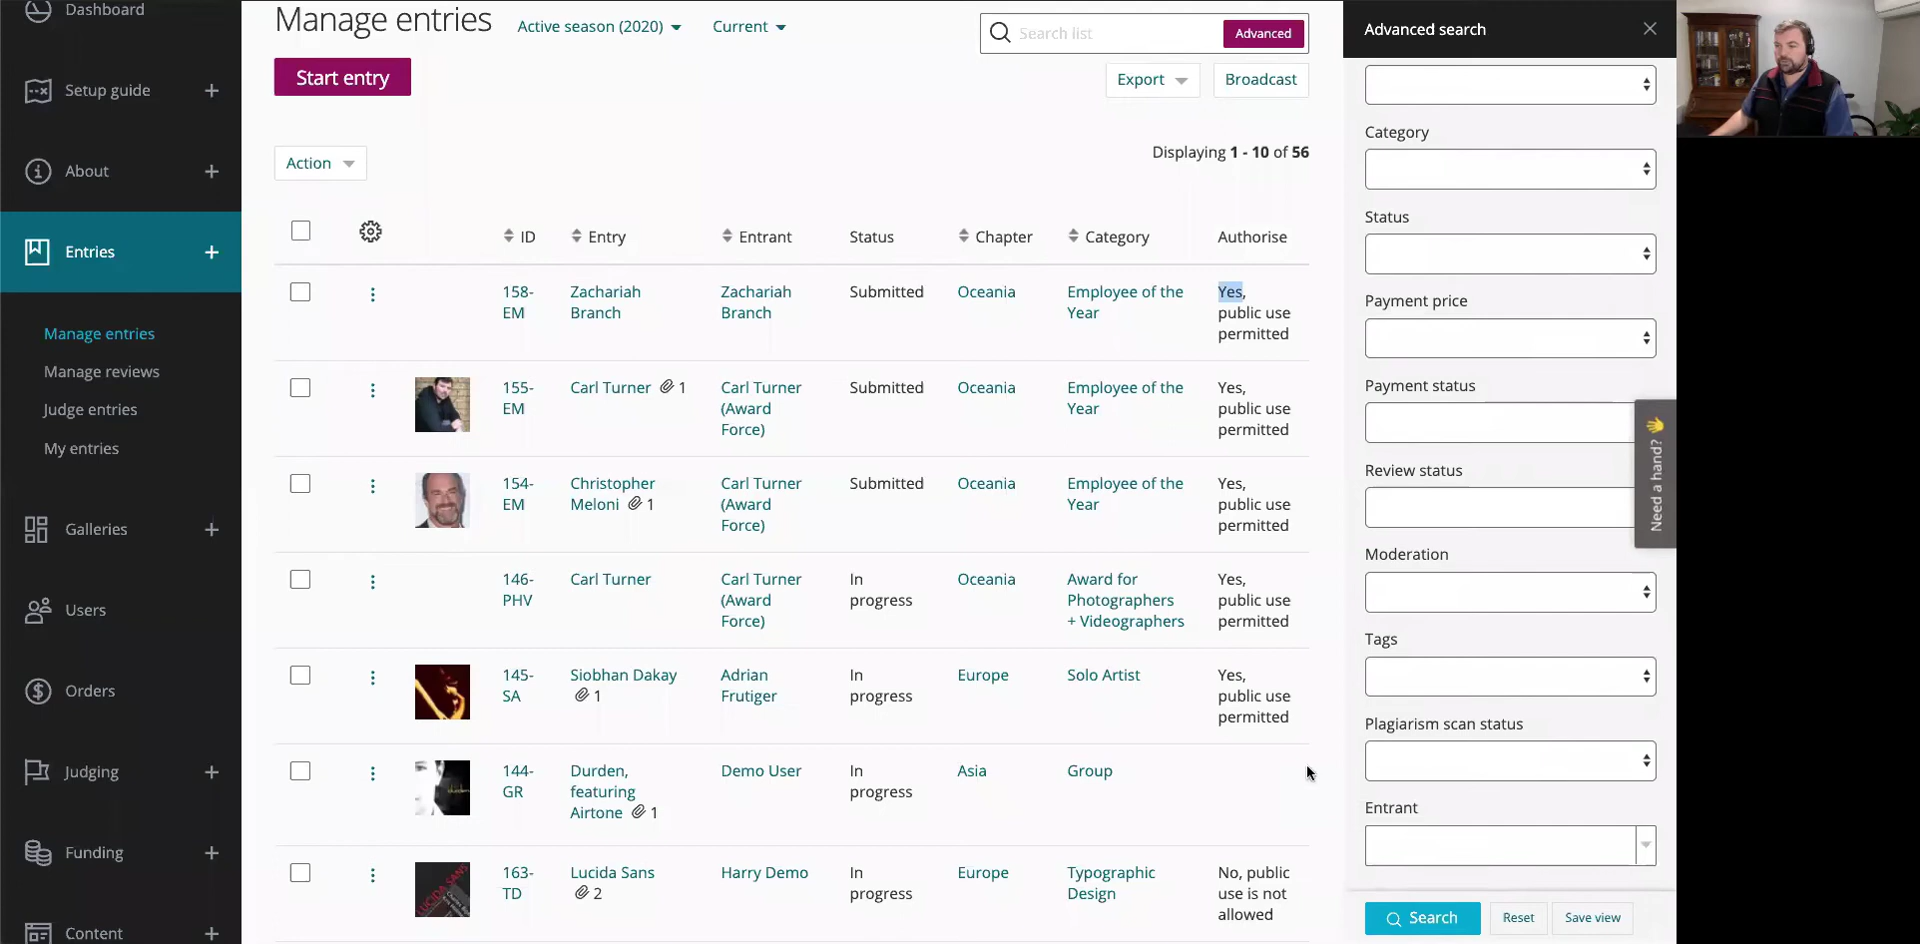 Dashboard
Setup guide
About
Entries
Manage entries
Manage reviews
Judge entries
My entries
Galleries
Users
Orders
Judging
Funding
Content
Manage entries
Active season (2020)
Current
Search list
Advanced
Start entry
Export
Broadcast
Action
Displaying 1 - 10 of 56
ID Entry Entrant Status Chapter Category Authorise
158-
EM
Zachariah
Branch
Zachariah
Branch
Submitted
Oceania
Employee of the
Year
Yes,
public use
permitted
155-
EM
Carl Turner 1
Carl Turner
(Award
Force)
Submitted
Oceania
Employee of the
Year
Yes,
public use
permitted
154-
EM
Christopher
Meloni 1
Carl Turner
(Award
Force)
Submitted
Oceania
Employee of the
Year
Yes,
public use
permitted
146-
PHV
Carl Turner
Carl Turner
(Award
Force)
In
progress
Oceania
Award for
Photographers
+ Videographers
Yes,
public use
permitted
145-
SA
Siobhan Dakay
1
Adrian
Frutiger
In
progress
Europe
Solo Artist
Yes,
public use
permitted
144-
GR
Durden,
featuring
Airtone 1
Demo User
In
progress
Asia
Group
LUCIDA SANS
163-
TD
Lucida Sans
2
Harry Demo
In
progress
Europe
Typographic
Design
No, public
use is not
allowed
Advanced search
Category
Status
Payment price
Payment status
Review status
Moderation
Tags
Plagiarism scan status
Entrant
Search
Reset
Save view
Need a hand?